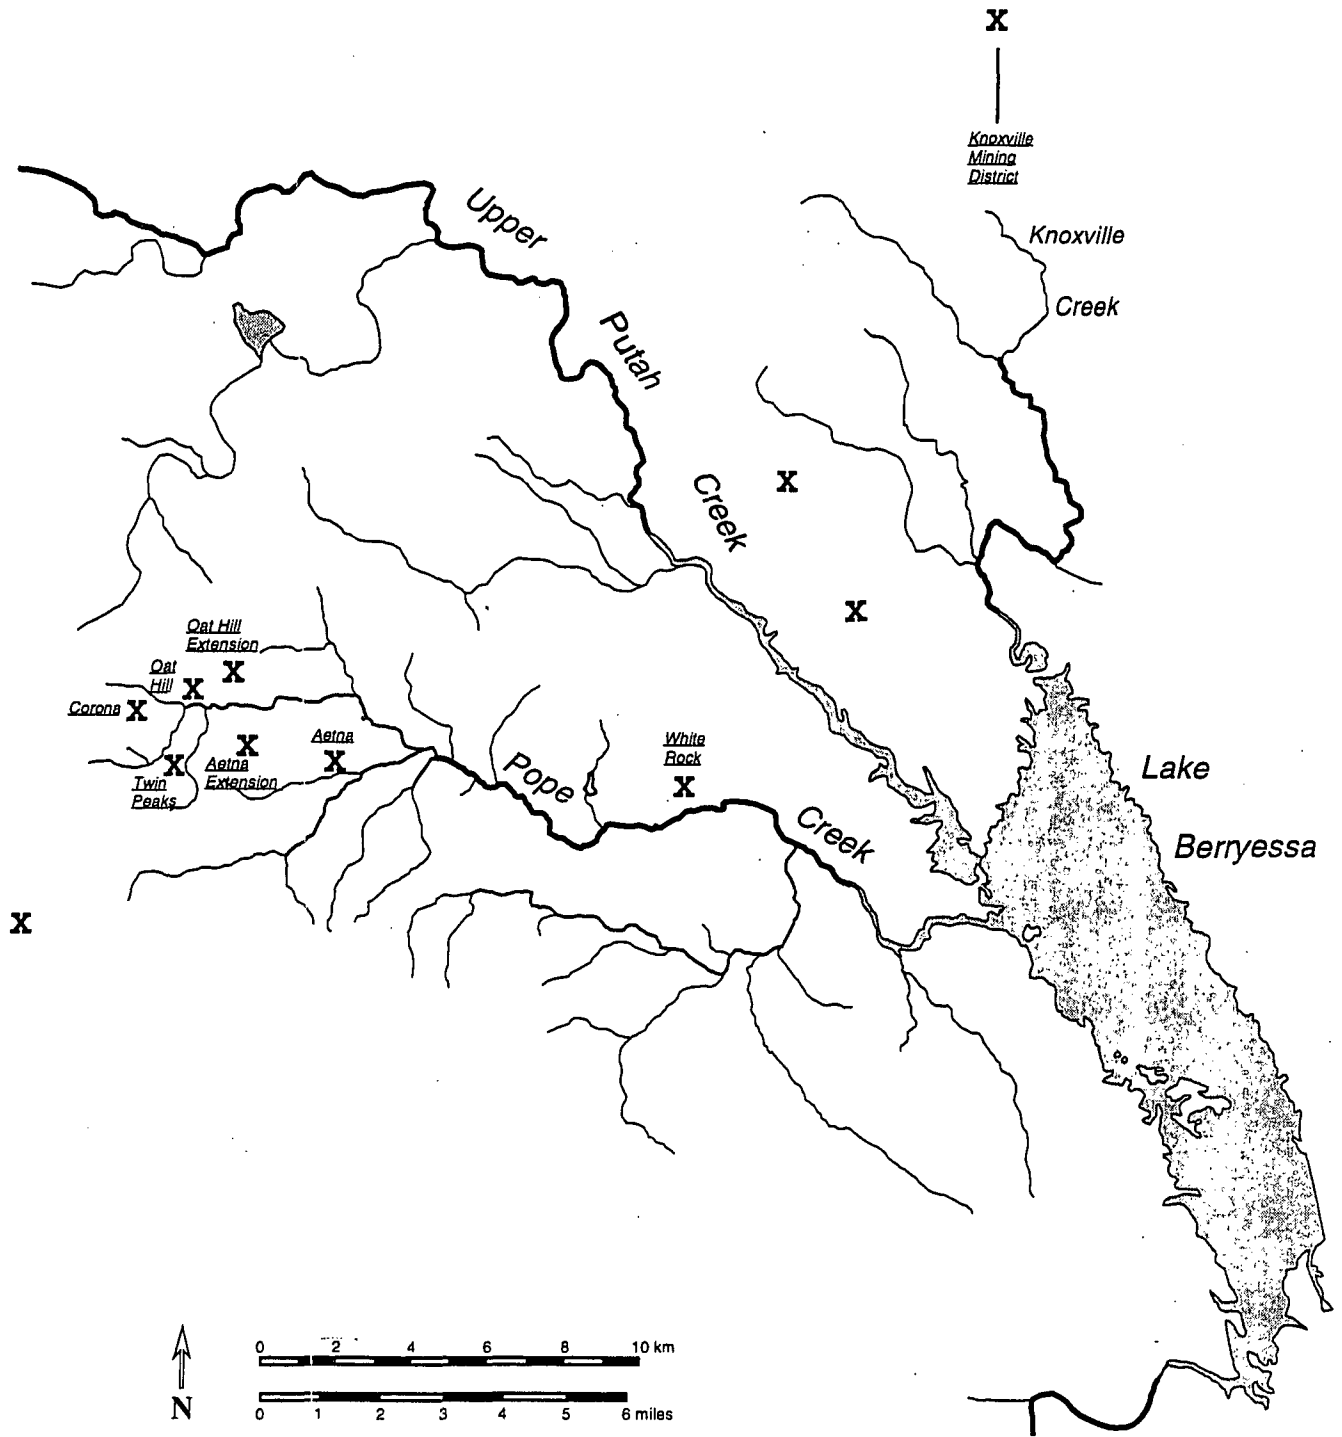 X
Knoxville
Mining
District
Upper
Putah
Creek
Knoxville
Creek
X
X
Oat Hill
Extension
X
Oat
Hill
X
Corona X
X
Twin
Peaks
X
Aetna
Extension
Aetna
X
Pope
Creek
White
Rock
X
Lake
Berryessa
X
0 2 4 6 8 10 km
0 1 2 3 4 5 6 miles
N